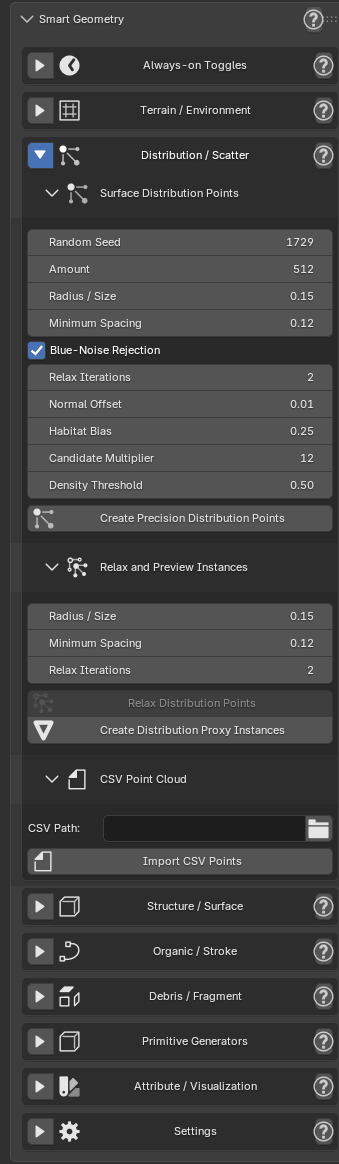 Smart Geometry
Always-on Toggles
Terrain / Environment
Distribution / Scatter
Surface Distribution Points
Random Seed 1729
Amount 512
Radius / Size 0.15
Minimum Spacing 0.12
Blue-Noise Rejection
Relax Iterations 2
Normal Offset 0.01
Habitat Bias 0.25
Candidate Multiplier 12
Density Threshold 0.50
Create Precision Distribution Points
Relax and Preview Instances
Radius / Size 0.15
Minimum Spacing 0.12
Relax Iterations 2
Relax Distribution Points
Create Distribution Proxy Instances
CSV Point Cloud
CSV Path:
Import CSV Points
Structure / Surface
Organic / Stroke
Debris / Fragment
Primitive Generators
Attribute / Visualization
Settings